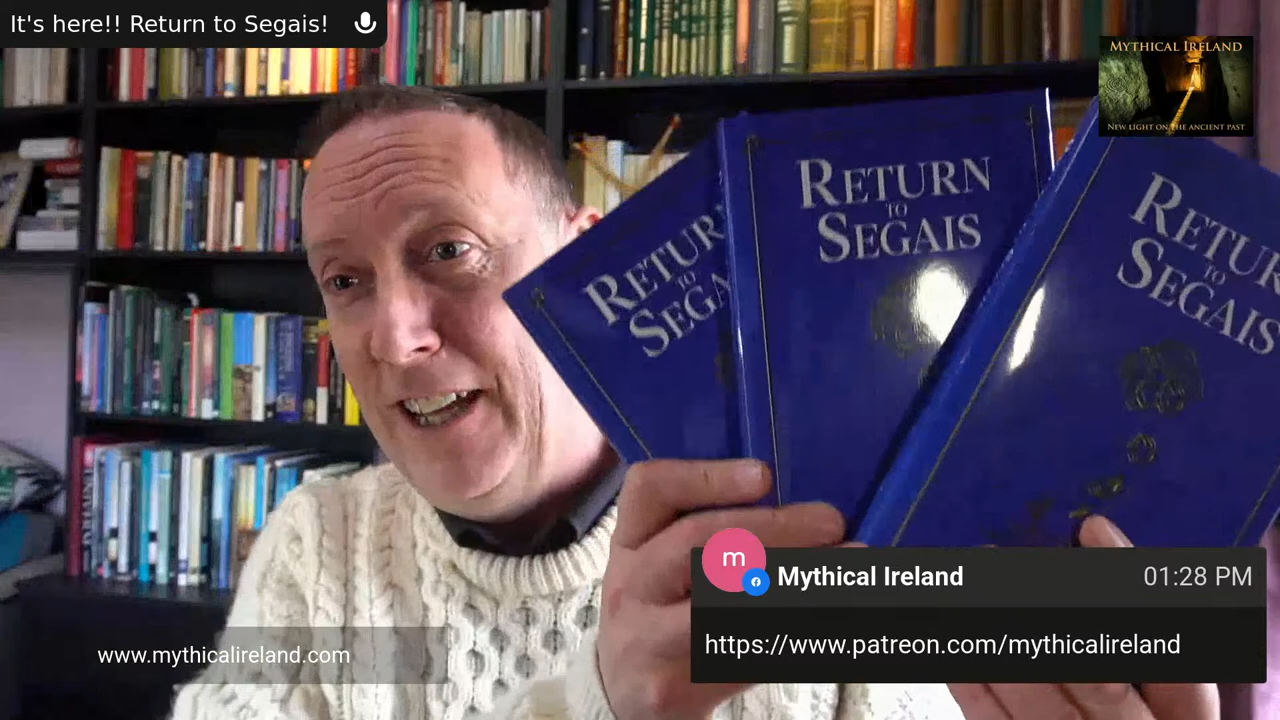 It's here!! Return to Segais!
MYTHICAL IRELAND
NEW LIGHT ON THE ANCIENT PAST
RETURN
TO
SEGAIS
RETURN
TO
SEGA
RETUR
TO
SEGAIS
m
Mythical Ireland
01:28 PM
https://www.patreon.com/mythicalireland
www.mythicalireland.com